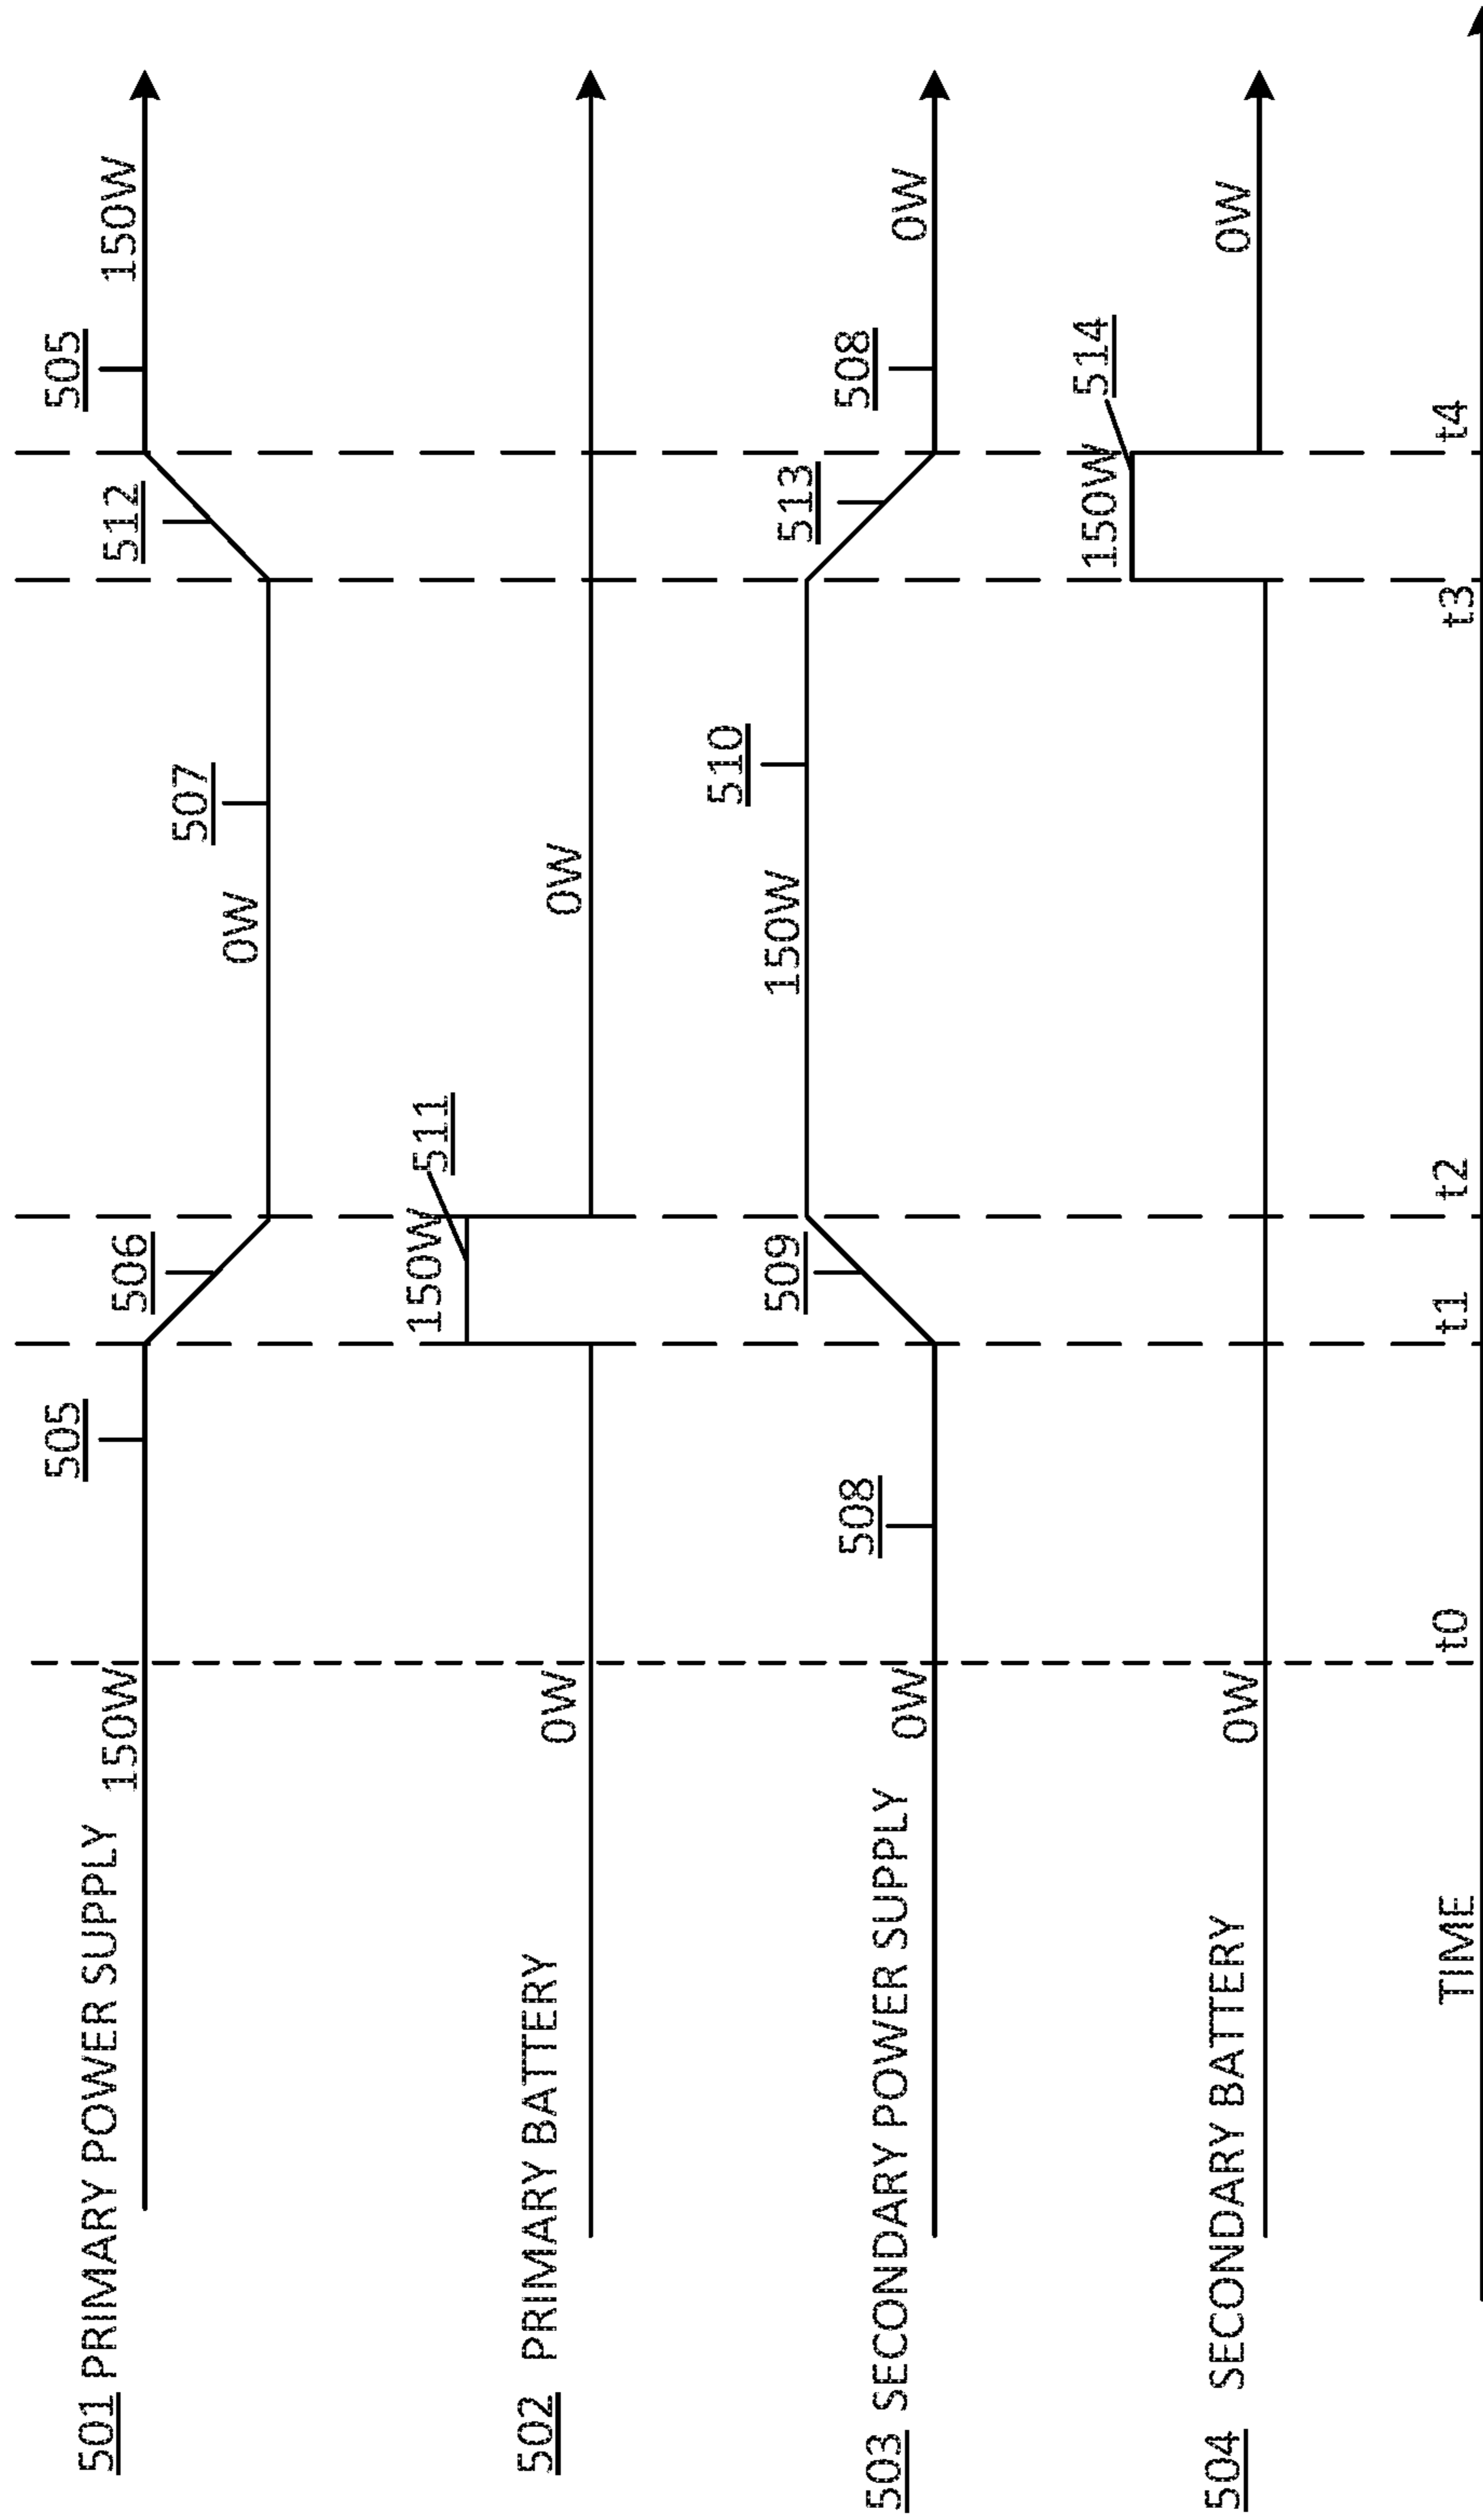 505
505
506
507
512
150W
0W
150W
501 PRIMARY POWER SUPPLY
511
150W
0W
0W
502 PRIMARY BATTERY
508
509
510
513
508
0W
150W
0W
503 SECONDARY POWER SUPPLY
514
150W
0W
0W
504 SECONDARY BATTERY
t0
t1
t2
t3
t4
TIME